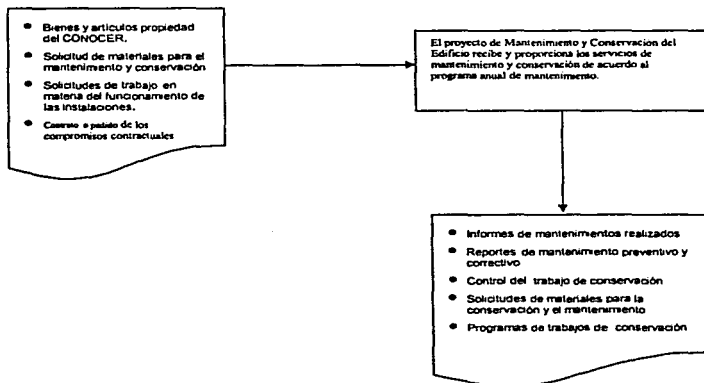 ● Bienes y artículos propiedad
del CONOCER.
● Solicitud de materiales para el
mantenimiento y conservación
● Solicitudes de trabajo en
materia del funcionamiento de
las instalaciones.
● Contrato o pedido de los
compromisos contractuales
El proyecto de Mantenimiento y Conservación del
Edificio recibe y proporciona los servicios de
mantenimiento y conservación de acuerdo al
programa anual de mantenimiento.
● Informes de mantenimientos realizados
● Reportes de mantenimiento preventivo y
correctivo
● Control del trabajo de conservación
● Solicitudes de materiales para la
conservación y el mantenimiento
● Programas de trabajos de conservación